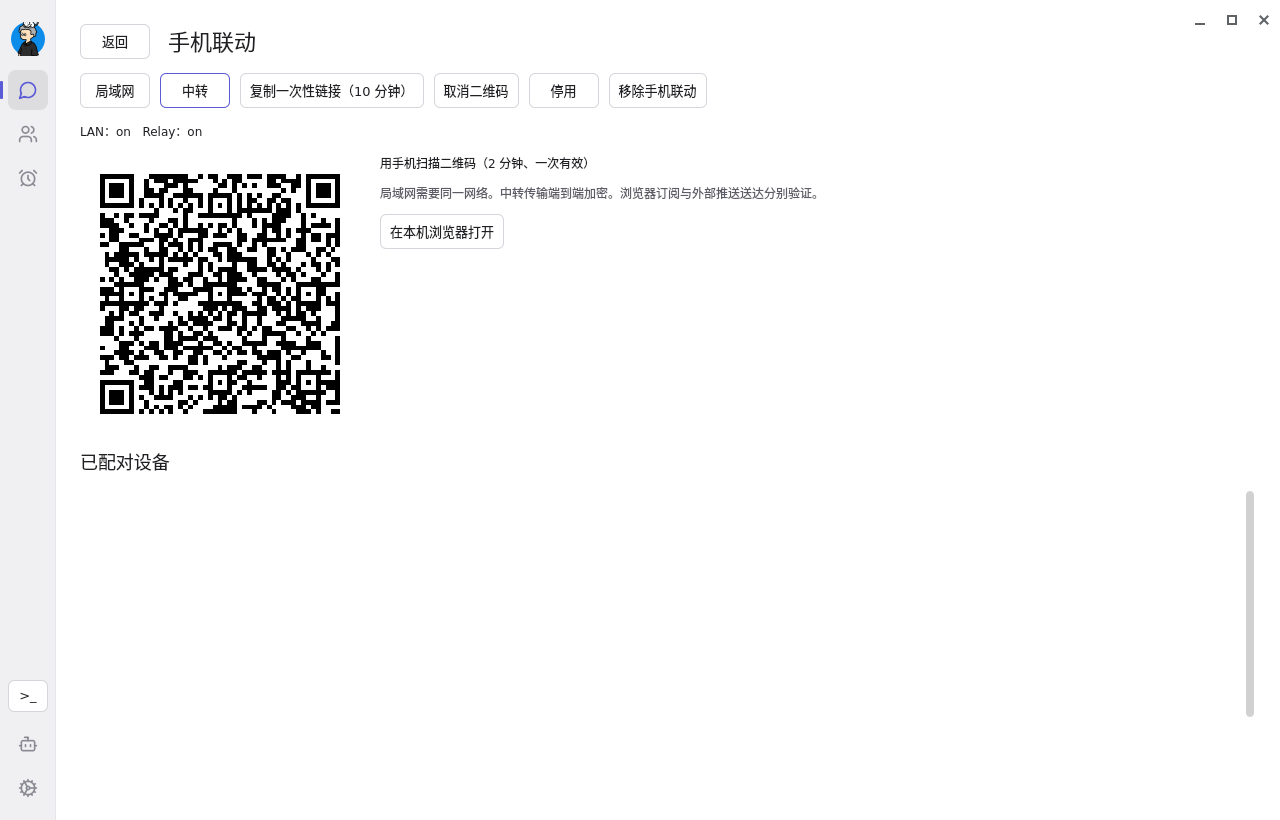 返回 手机联动
局域网 中转 复制一次性链接（10 分钟） 取消二维码 停用 移除手机联动
LAN：on Relay：on
用手机扫描二维码（2 分钟、一次有效）
局域网需要同一网络。中转传输端到端加密。浏览器订阅与外部推送送达分别验证。
在本机浏览器打开
已配对设备
>_